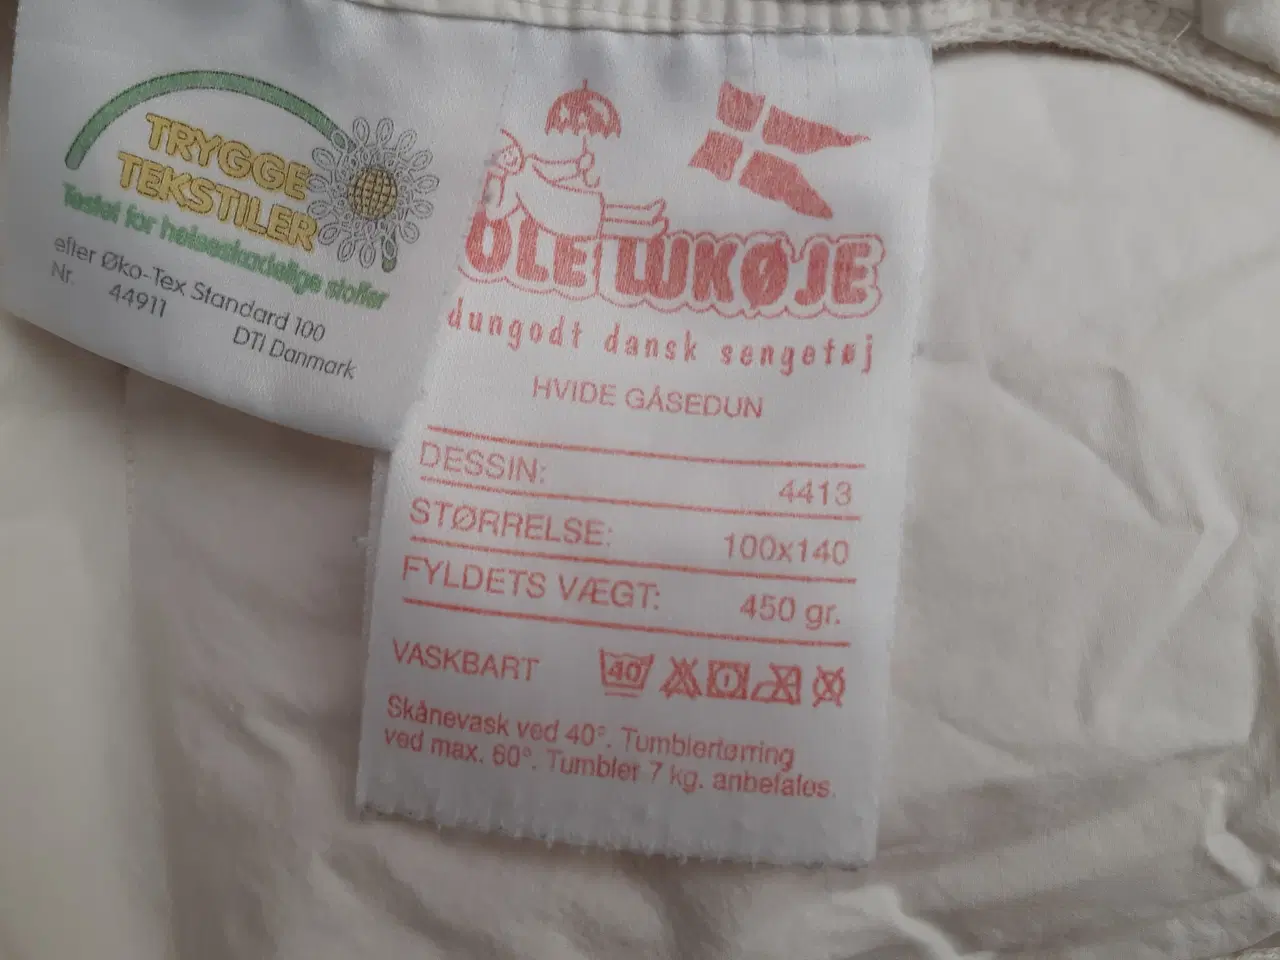 TRYGGE
TEKSTILER
Testet for helseskadelige stoffer
efter Øko-Tex Standard 100
Nr. 44911 DTI Danmark
OLE LUKØJE
dungodt dansk sengetøj
HVIDE GÅSEDUN
DESSIN: 4413
STØRRELSE: 100x140
FYLDETS VÆGT: 450 gr.
VASKBART 40
Skånevask ved 40°. Tumblertørring
ved max. 60°. Tumbler 7 kg. anbefales.